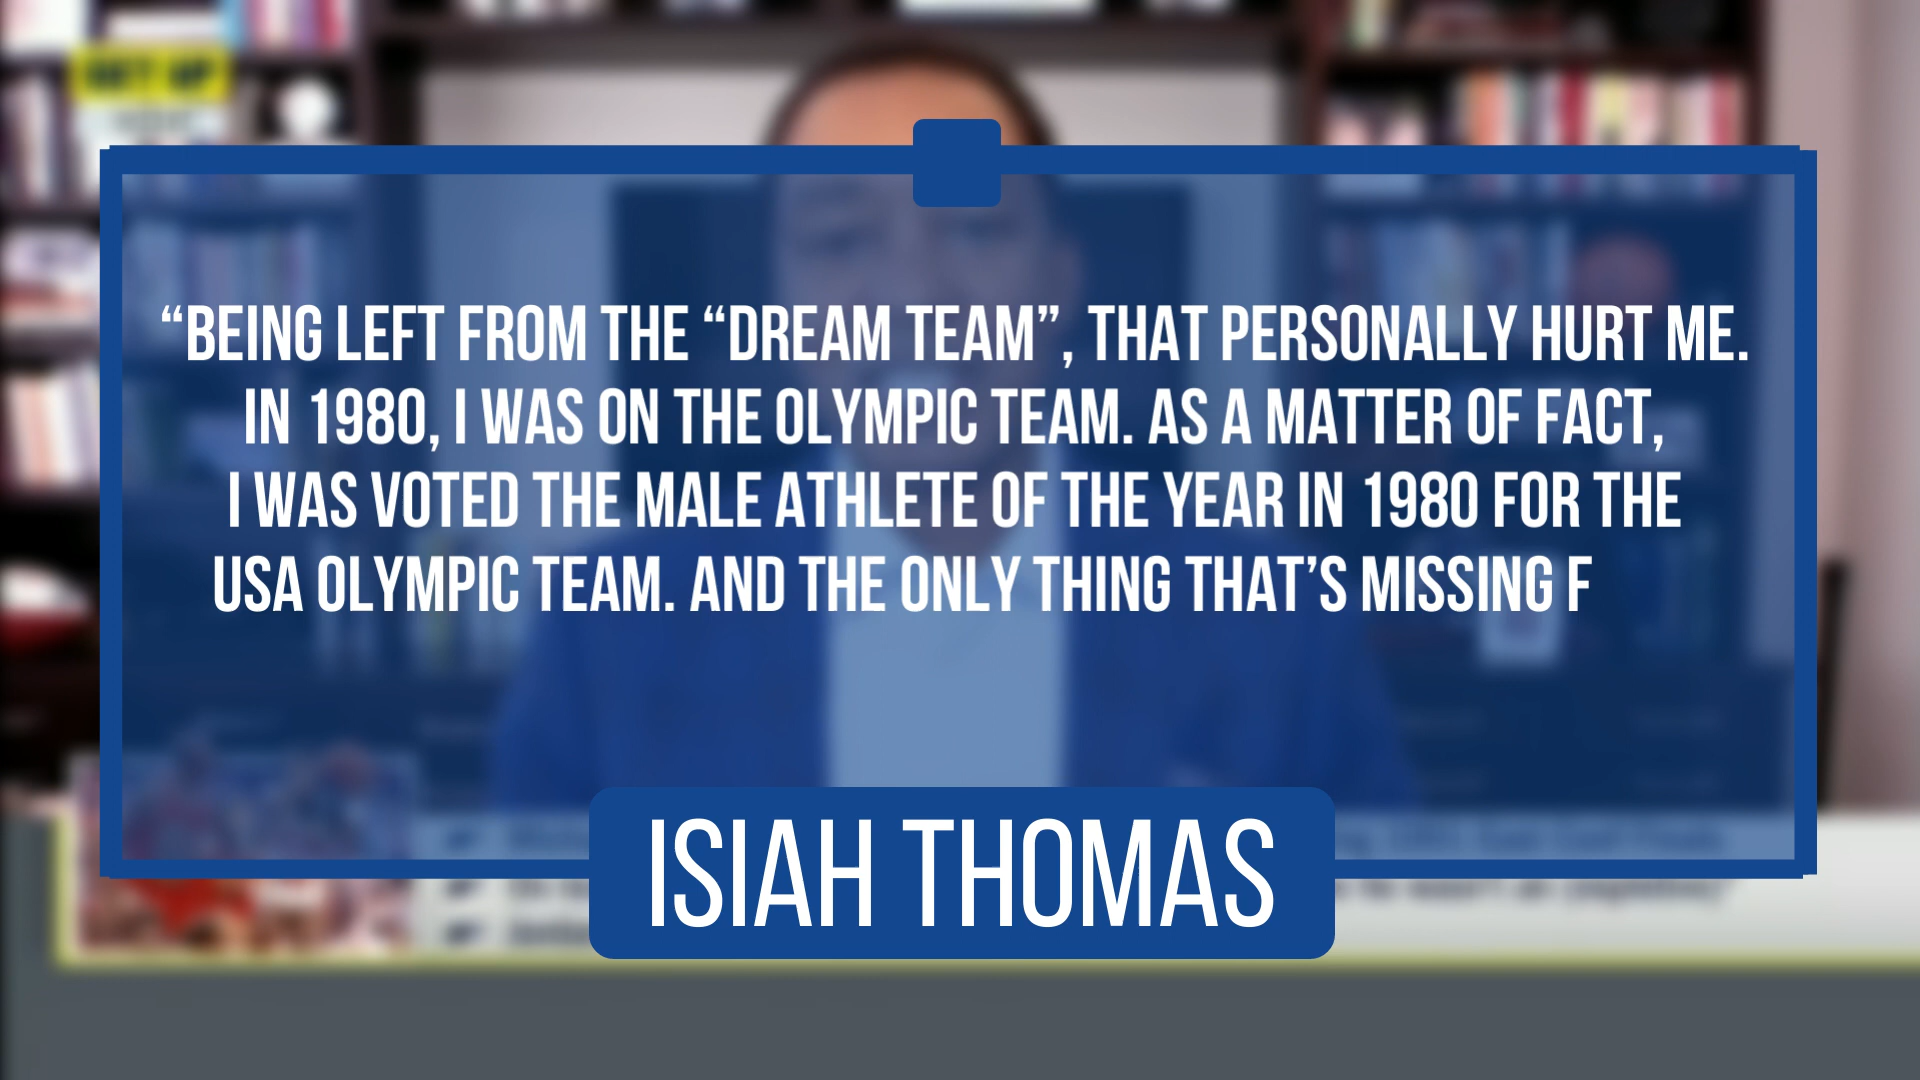 GET UP
“BEING LEFT FROM THE “DREAM TEAM”, THAT PERSONALLY HURT ME.
IN 1980, I WAS ON THE OLYMPIC TEAM. AS A MATTER OF FACT,
I WAS VOTED THE MALE ATHLETE OF THE YEAR IN 1980 FOR THE
USA OLYMPIC TEAM. AND THE ONLY THING THAT’S MISSING F
ISIAH THOMAS